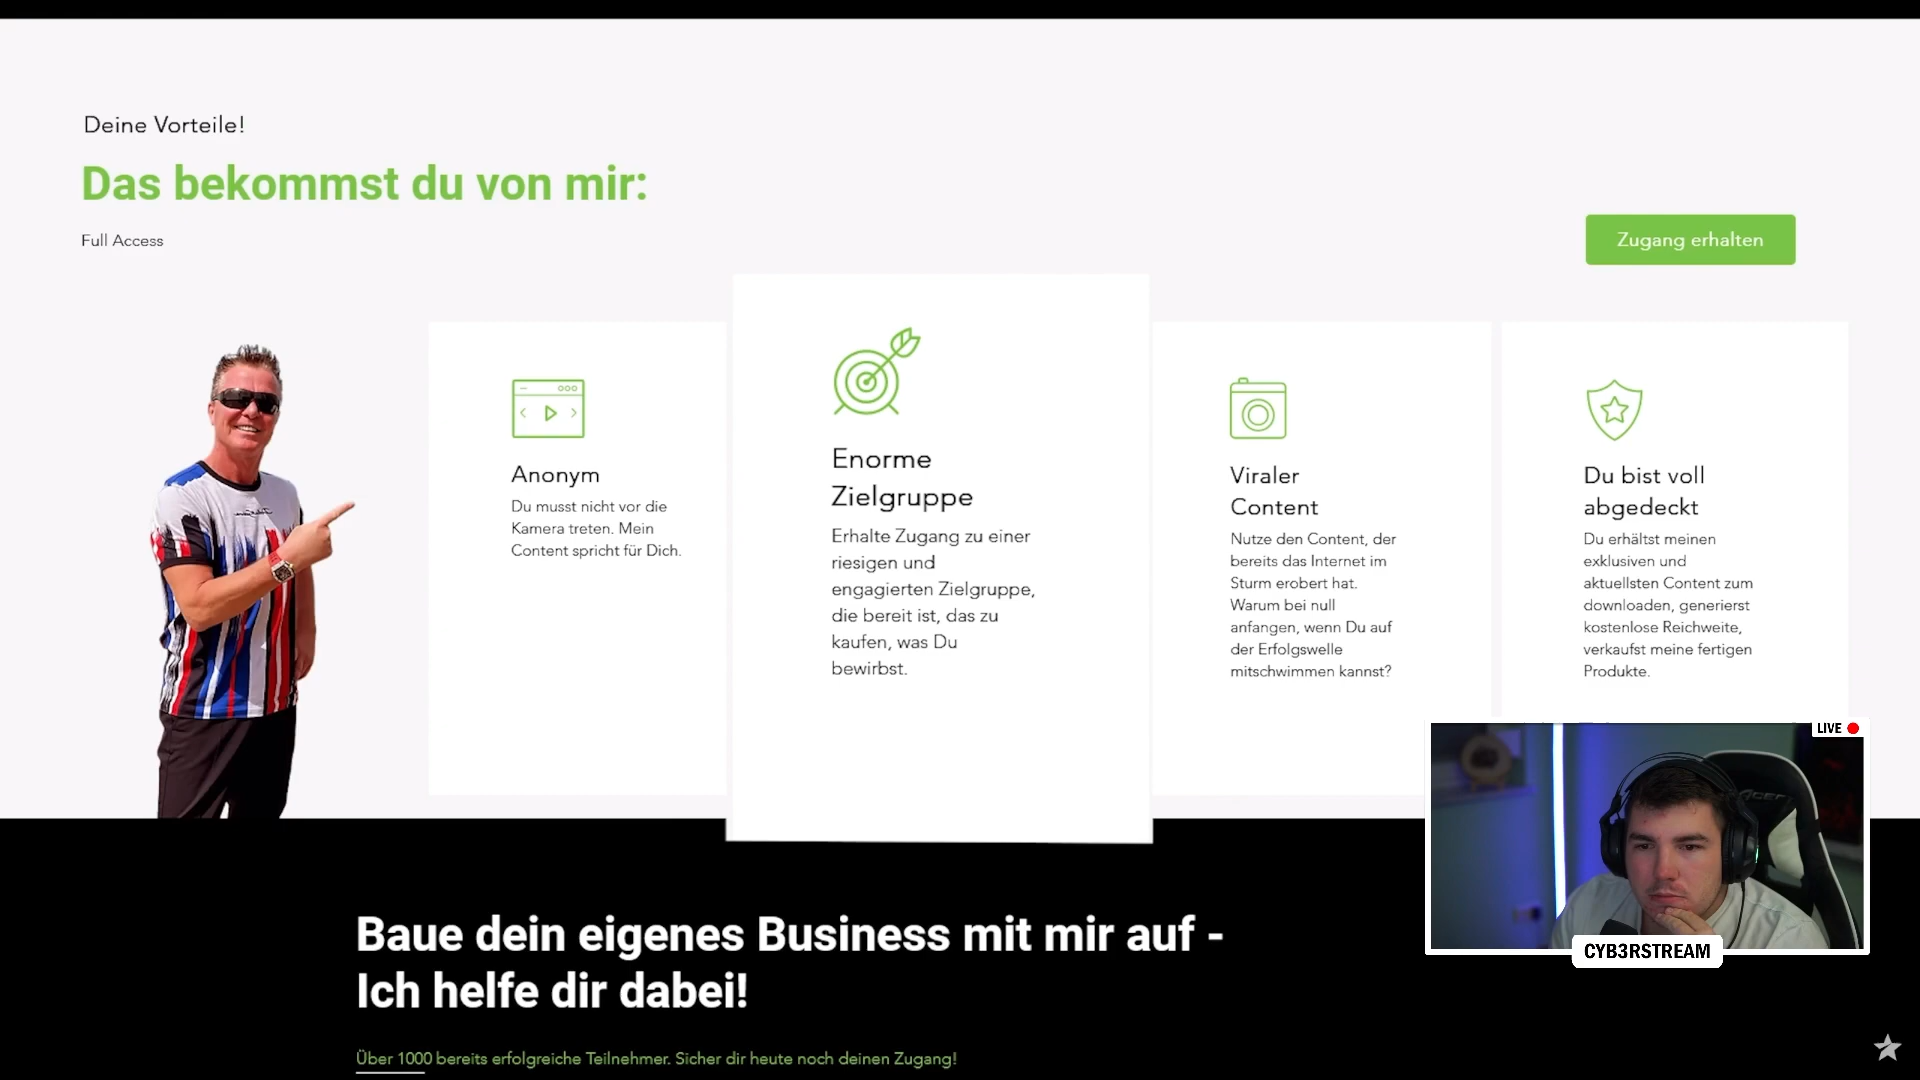 Deine Vorteile!
Das bekommst du von mir:
Full Access
Zugang erhalten
Anonym
Du musst nicht vor die
Kamera treten. Mein
Content spricht für Dich.
Enorme
Zielgruppe
Erhalte Zugang zu einer
riesigen und
engagierten Zielgruppe,
die bereit ist, das zu
kaufen, was Du
bewirbst.
Viraler
Content
Nutze den Content, der
bereits das Internet im
Sturm erobert hat.
Warum bei null
anfangen, wenn Du auf
der Erfolgswelle
mitschwimmen kannst?
Du bist voll
abgedeckt
Du erhältst meinen
exklusiven und
aktuellsten Content zum
downloaden, generierst
kostenlose Reichweite,
verkaufst meine fertigen
Produkte.
LIVE
CYB3RSTREAM
Baue dein eigenes Business mit mir auf -
Ich helfe dir dabei!
Über 1000 bereits erfolgreiche Teilnehmer. Sicher dir heute noch deinen Zugang!